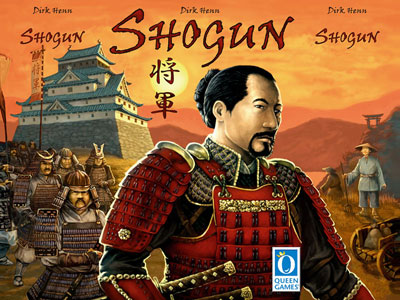 Dirk Henn
SHOGUN
Dirk Henn
SHOGUN
将軍
Dirk Henn
SHOGUN
QUEEN
GAMES